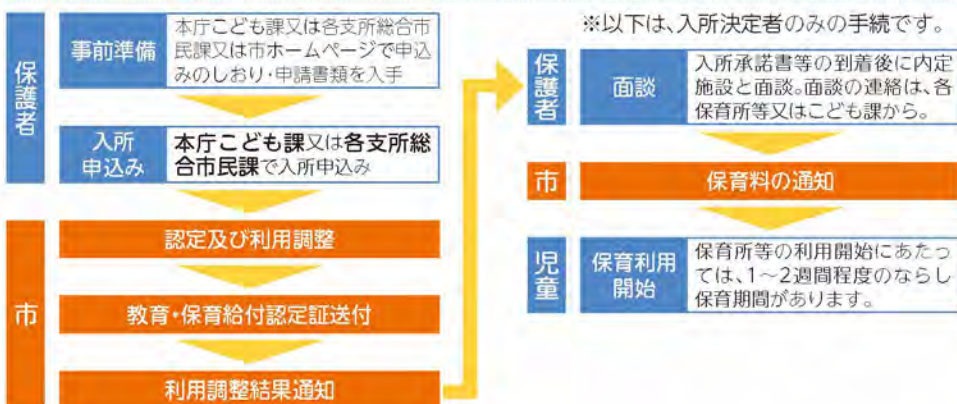 保護者
事前準備
本庁こども課又は各支所総合市
民課又は市ホームページで申込
みのしおり・申請書類を入手
入所
申込み
本庁こども課又は各支所総
合市民課で入所申込み
市
認定及び利用調整
教育・保育給付認定証送付
利用調整結果通知
※以下は、入所決定者のみの手続です。
保護者
面談
入所承諾書等の到着後に内定
施設と面談。面談の連絡は、各
保育所等又はこども課から。
市
保育料の通知
児童
保育利用
開始
保育所等の利用開始にあたっ
ては、1～2週間程度のならし
保育期間があります。